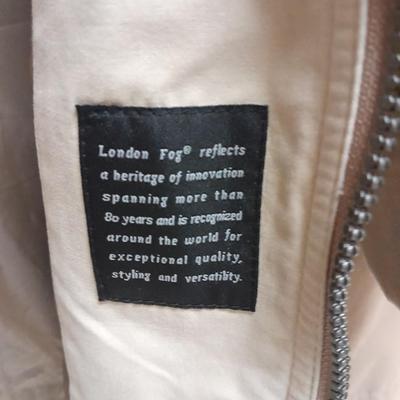 London Fog® reflects
a heritage of innovation
spanning more than
80 years and is recognized
around the world for
exceptional quality,
styling and versatility.